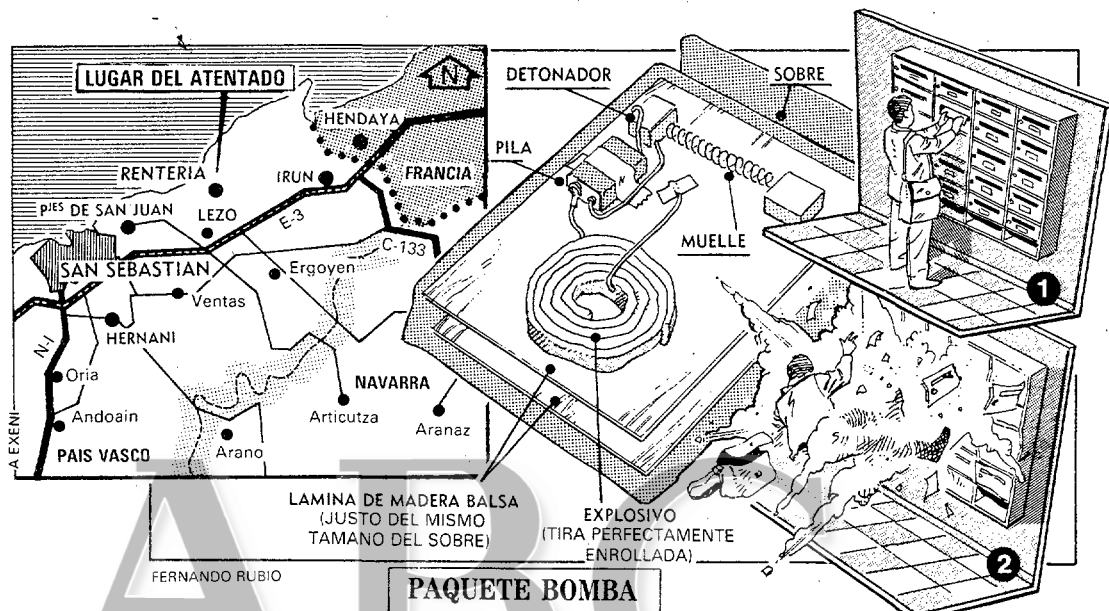 LUGAR DEL ATENTADO
N
HENDAYA
FRANCIA
RENTERIA
IRUN
PJES DE SAN JUAN
LEZO
E-3
C-133
SAN SEBASTIAN
Ergoyen
Ventas
HERNANI
N-I
Oria
NAVARRA
Andoain
Articutza
Aranaz
A EXENI
PAIS VASCO
Arano
DETONADOR
SOBRE
PILA
MUELLE
LAMINA DE MADERA BALSA
(JUSTO DEL MISMO
TAMANO DEL SOBRE)
EXPLOSIVO
(TIRA PERFECTAMENTE
ENROLLADA)
1
2
FERNANDO RUBIO
PAQUETE BOMBA
ABC